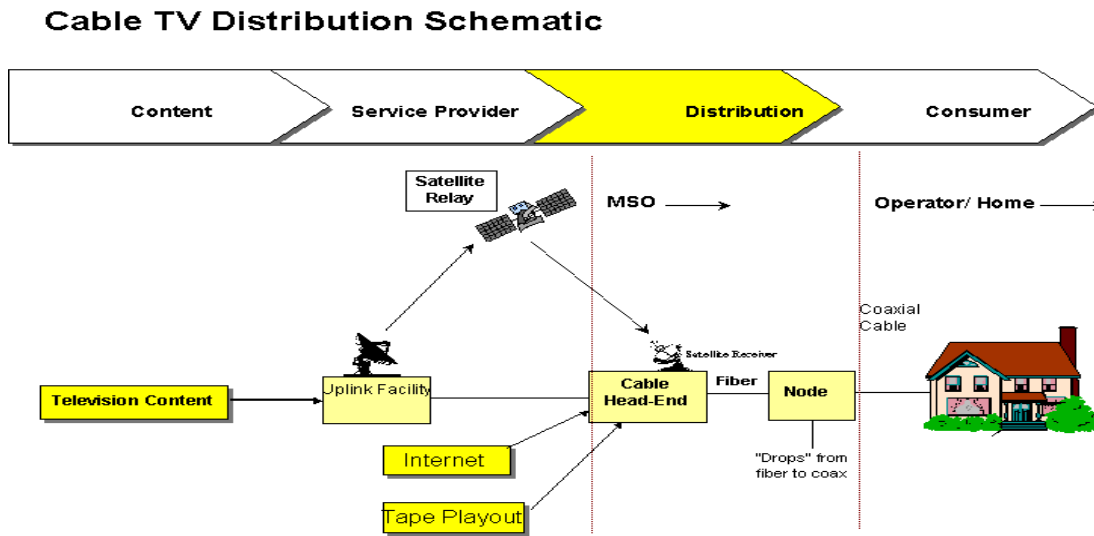 Cable TV Distribution Schematic
Content
Service Provider
Distribution
Consumer
Satellite
Relay
MSO
Operator/ Home
Coaxial
Cable
Satellite Receiver
Uplink Facility
Television Content
Cable
Head-End
Fiber
Node
Internet
"Drops" from
fiber to coax
Tape Playout